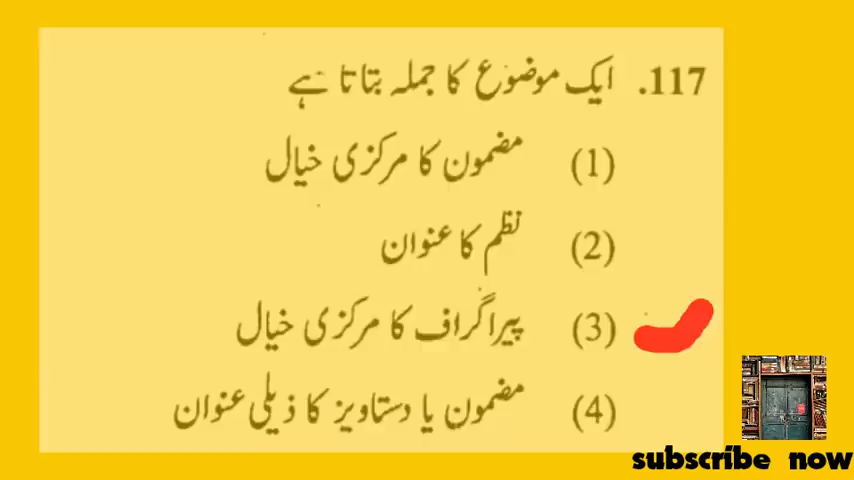 117. ایک موضوع کا جملہ بتاتا ہے
(1) مضمون کا مرکزی خیال
(2) نظم کا عنوان
(3) پیراگراف کا مرکزی خیال
(4) مضمون یا دستاویز کا ذیلی عنوان
subscribe now